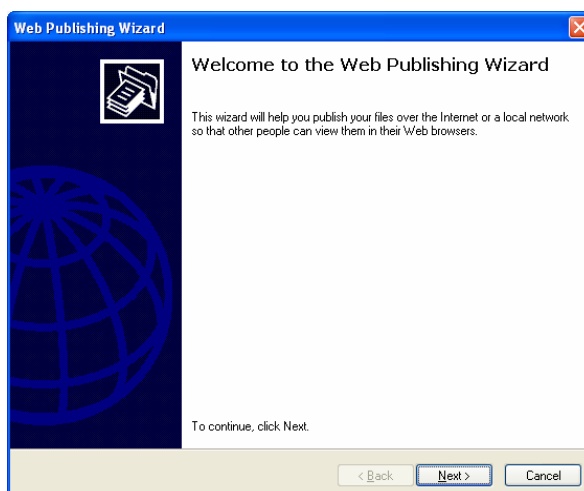 Web Publishing Wizard
Welcome to the Web Publishing Wizard
This wizard will help you publish your files over the Internet or a local network
so that other people can view them in their Web browsers.
To continue, click Next.
< Back
Next >
Cancel